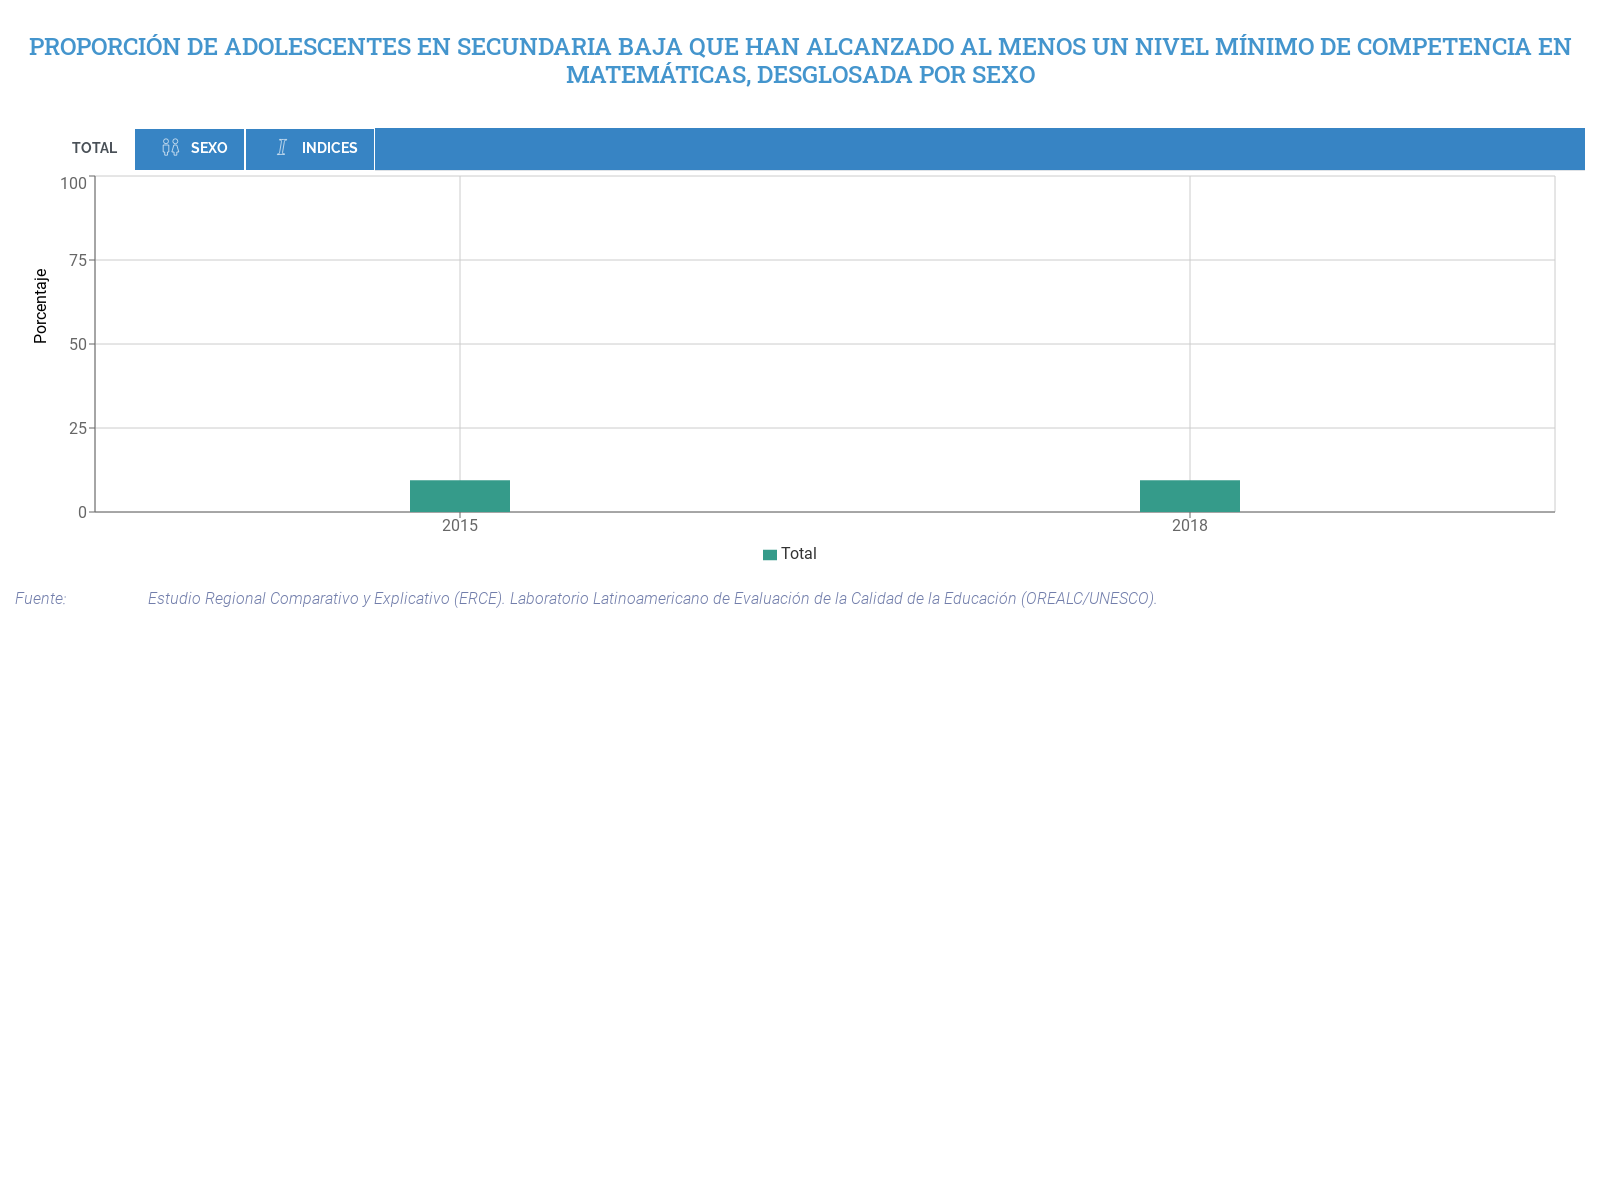 PROPORCIÓN DE ADOLESCENTES EN SECUNDARIA BAJA QUE HAN ALCANZADO AL MENOS UN NIVEL MÍNIMO DE COMPETENCIA EN
MATEMÁTICAS, DESGLOSADA POR SEXO
TOTAL SEXO INDICES
100
75
50
25
0
Porcentaje
2015 2018
Total
Fuente: Estudio Regional Comparativo y Explicativo (ERCE). Laboratorio Latinoamericano de Evaluación de la Calidad de la Educación (OREALC/UNESCO).